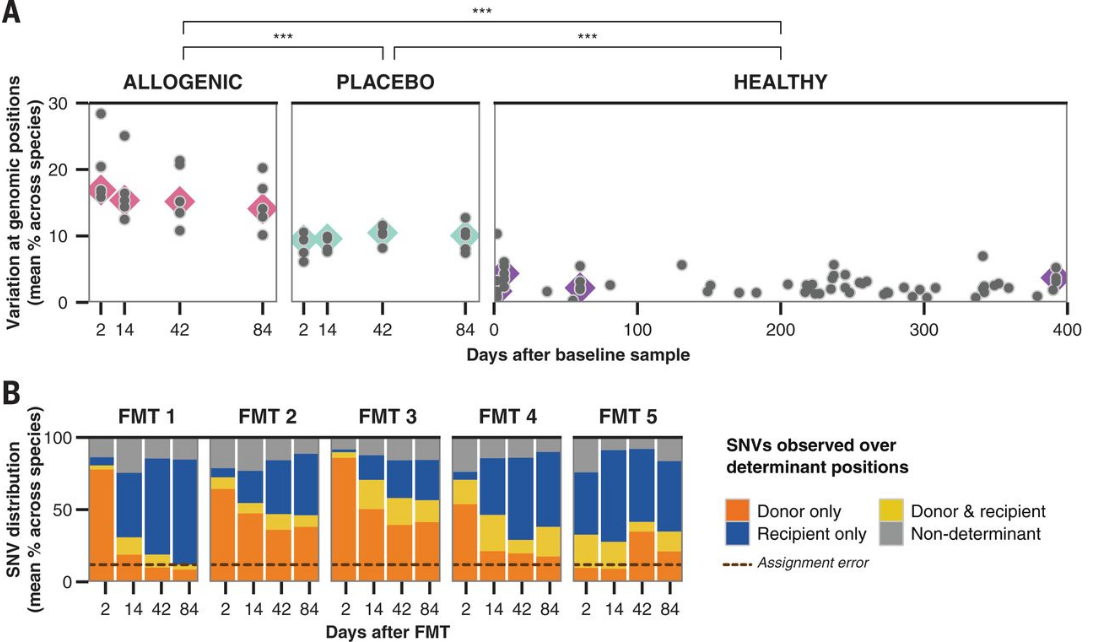 A
***
*** ***
ALLOGENIC PLACEBO HEALTHY
Variation at genomic positions
(mean % across species)
30
20
10
0
2 14 42 84 2 14 42 84 0 100 200 300 400
Days after baseline sample
B
FMT 1 FMT 2 FMT 3 FMT 4 FMT 5
SNV distribution
(mean % across species)
100
50
0
2 14 42 84 2 14 42 84 2 14 42 84 2 14 42 84 2 14 42 84
Days after FMT
SNVs observed over
determinant positions
Donor only Donor & recipient
Recipient only Non-determinant
Assignment error